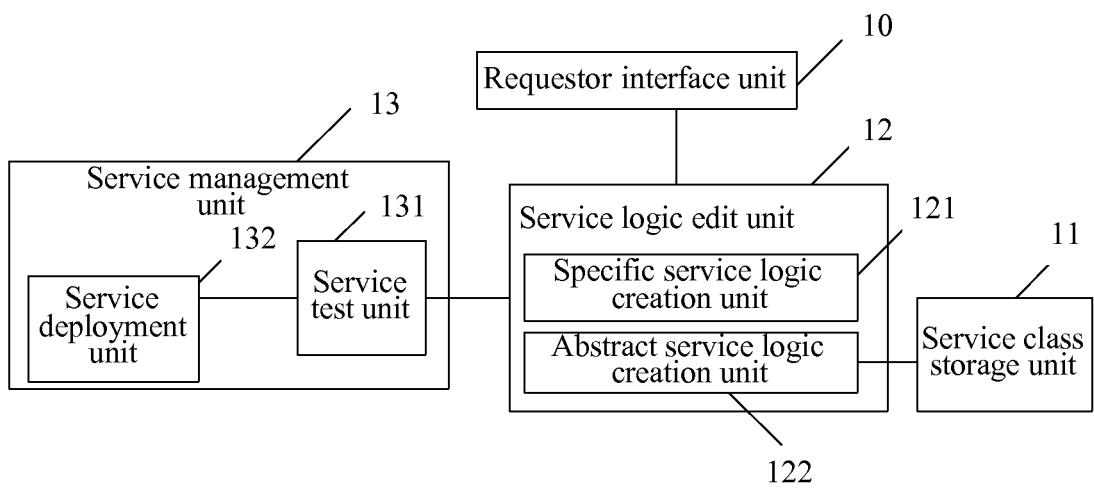 10
Requestor interface unit
13
12
Service management
unit
131
132
Service
test unit
Service
deployment
unit
Service logic edit unit
121
Specific service logic
creation unit
Abstract service logic
creation unit
122
11
Service class
storage unit